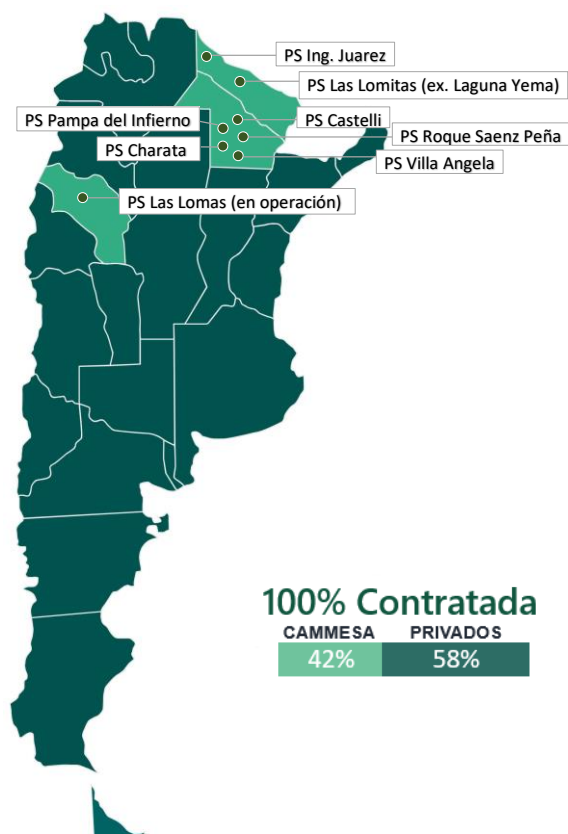 PS Ing. Juarez
PS Las Lomitas (ex. Laguna Yema)
PS Pampa del Infierno
PS Castelli
PS Roque Saenz Peña
PS Charata
PS Villa Angela
PS Las Lomas (en operación)
100% Contratada
CAMMESA PRIVADOS
42% 58%